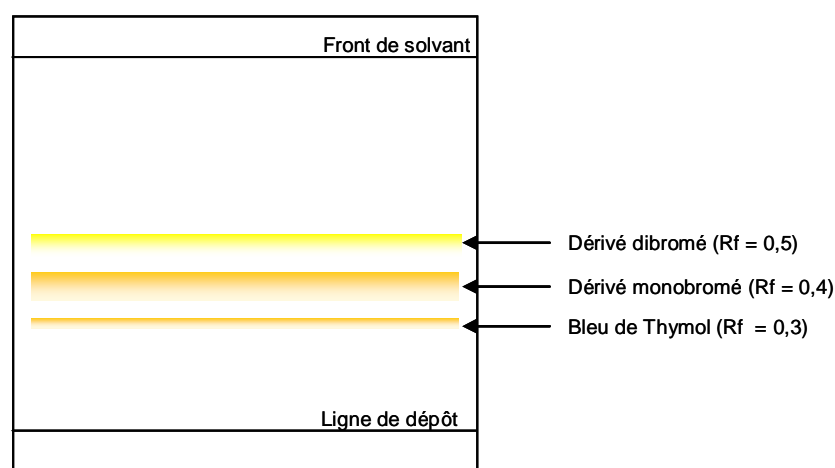 Front de solvant
Dérivé dibromé (Rf = 0,5)
Dérivé monobromé (Rf = 0,4)
Bleu de Thymol (Rf  = 0,3)
Ligne de dépôt